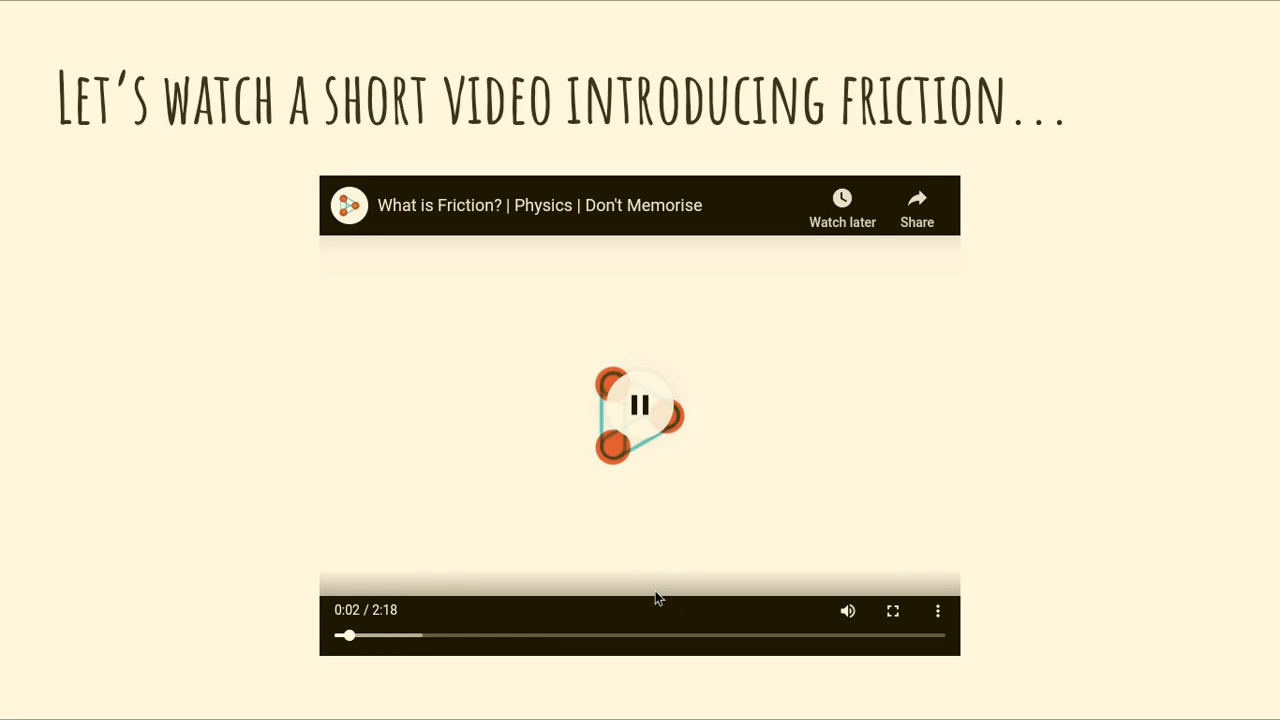 Let’s watch a short video introducing friction...
What is Friction? | Physics | Don't Memorise
Watch later
Share
0:02 / 2:18